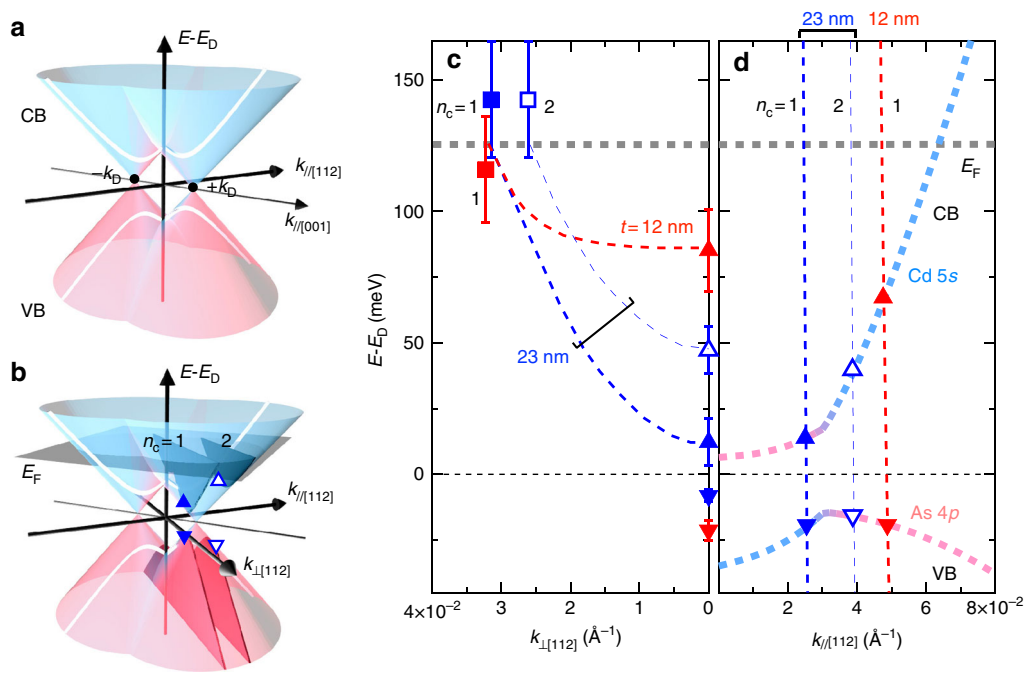 a
E-E_D
CB
−k_D
+k_D
k_//[112]
k_//[001]
VB
b
E-E_D
n_c = 1
2
E_F
k_//[112]
k_⊥[112]
23 nm
12 nm
c
d
150
100
50
0
E-E_D (meV)
n_c = 1
2
1
t = 12 nm
23 nm
n_c = 1
2
1
E_F
CB
Cd 5s
As 4p
VB
4×10⁻²
3
2
1
0
2
4
6
8×10⁻²
k_⊥[112] (Å⁻¹)
k_//[112] (Å⁻¹)